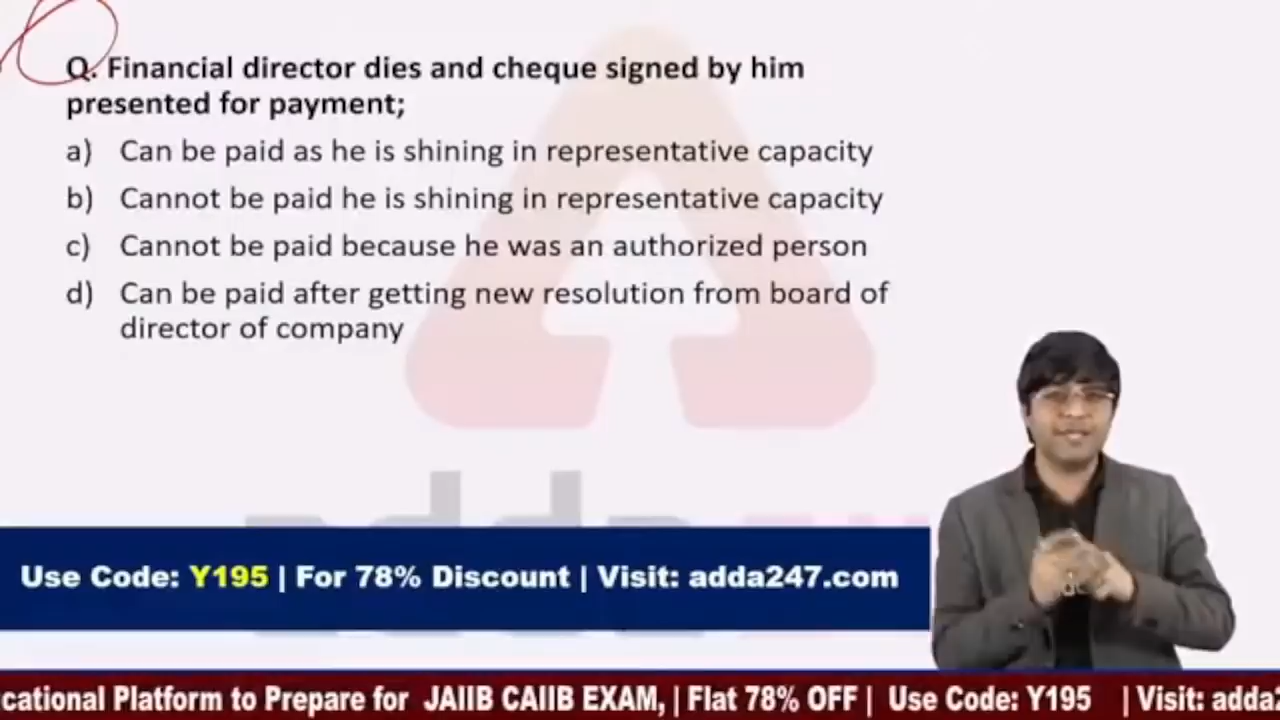 Q. Financial director dies and cheque signed by him
presented for payment;
a) Can be paid as he is shining in representative capacity
b) Cannot be paid he is shining in representative capacity
c) Cannot be paid because he was an authorized person
d) Can be paid after getting new resolution from board of
director of company
Use Code: Y195 | For 78% Discount | Visit: adda247.com
cational Platform to Prepare for JAIIB CAIIB EXAM, | Flat 78% OFF | Use Code: Y195 | Visit: adda2